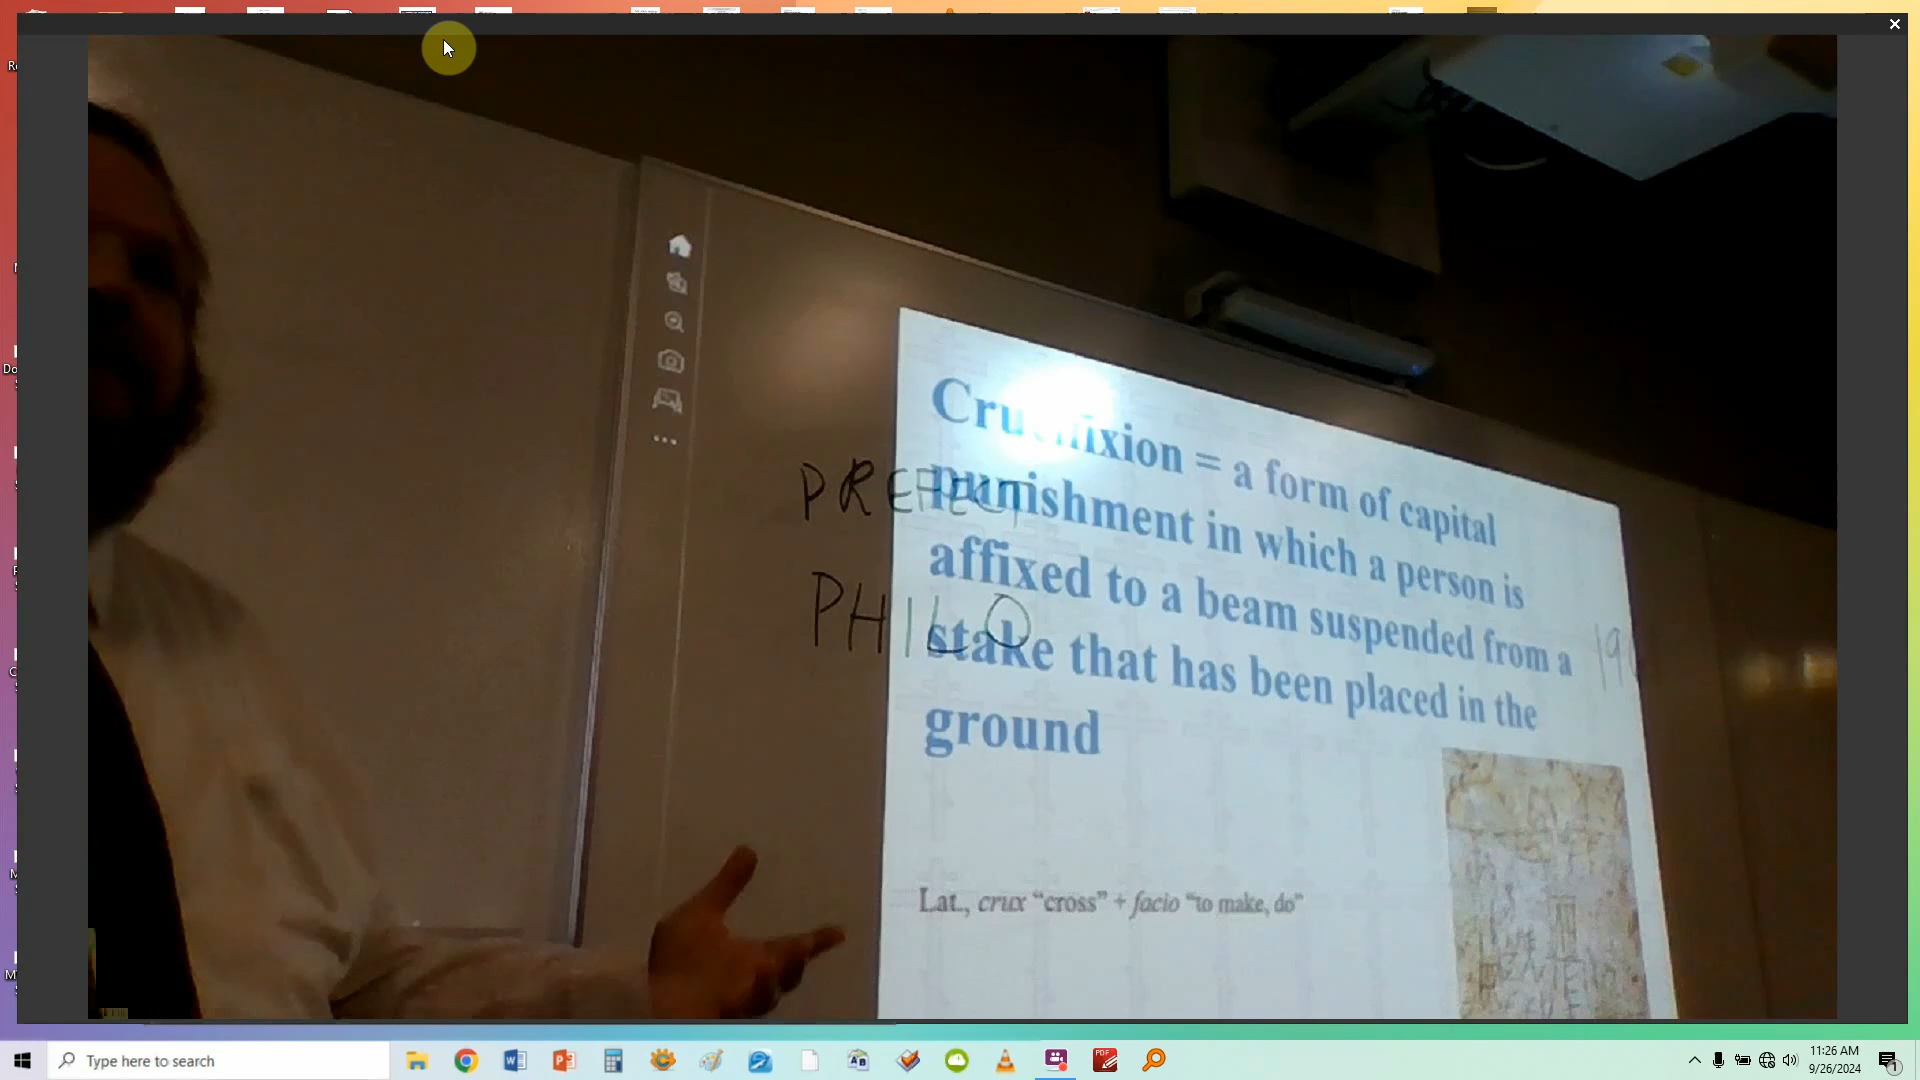 Crucifixion = a form of capital
punishment in which a person is
affixed to a beam suspended from a
stake that has been placed in the
ground
Lat., crux “cross” + facio “to make, do”
PREFECT
PHILO
19
Type here to search
11:26 AM
9/26/2024